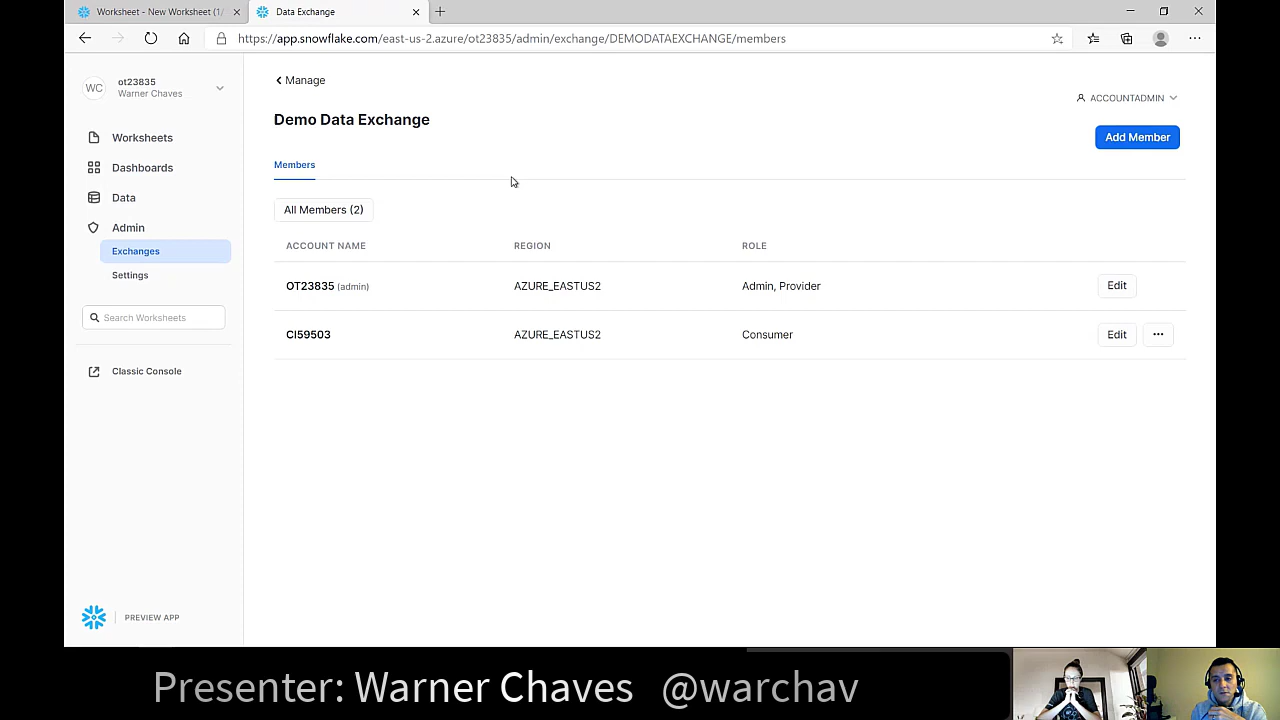 Worksheet - New Worksheet (1/
Data Exchange
https://app.snowflake.com/east-us-2.azure/ot23835/admin/exchange/DEMODATAEXCHANGE/members
WC
ot23835
Warner Chaves
Worksheets
Dashboards
Data
Admin
Exchanges
Settings
Search Worksheets
Classic Console
PREVIEW APP
Manage
ACCOUNTADMIN
Demo Data Exchange
Add Member
Members
All Members (2)
ACCOUNT NAME REGION ROLE
OT23835 (admin) AZURE_EASTUS2 Admin, Provider Edit
CI59503 AZURE_EASTUS2 Consumer Edit
Presenter: Warner Chaves @warchav